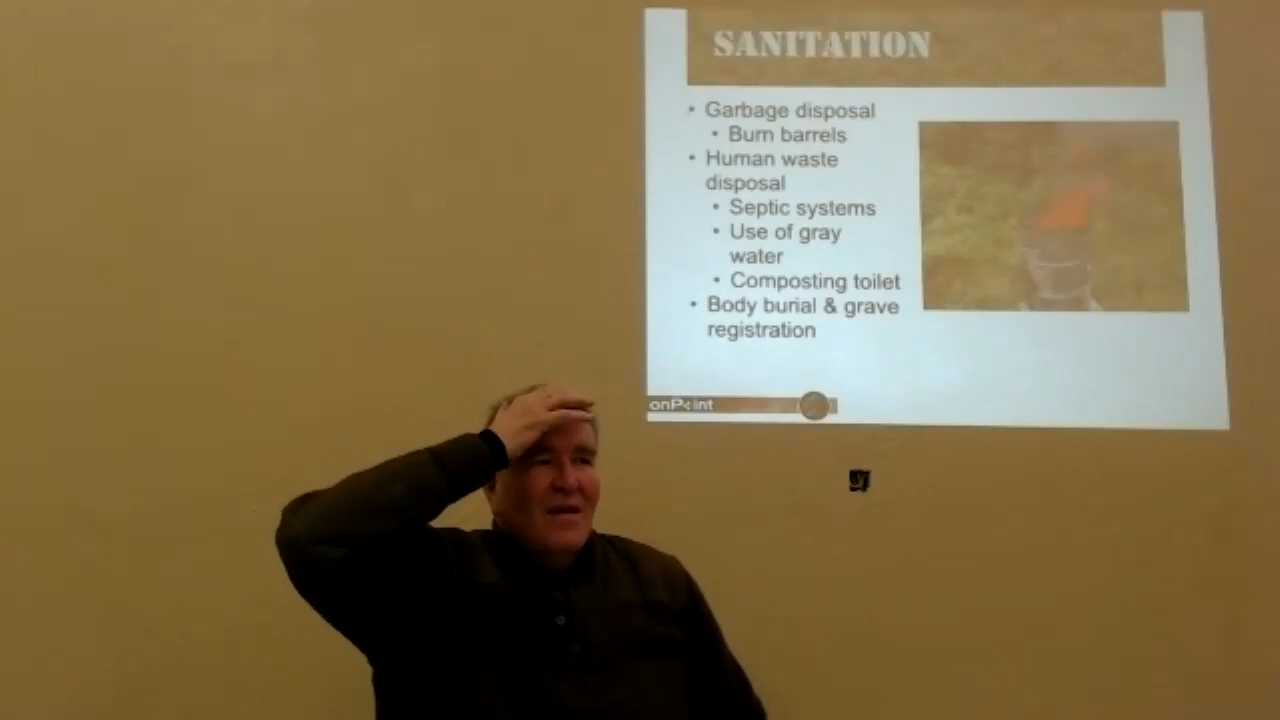 SANITATION
• Garbage disposal
• Burn barrels
• Human waste
disposal
• Septic systems
• Use of gray
water
• Composting toilet
• Body burial & grave
registration
onPoint